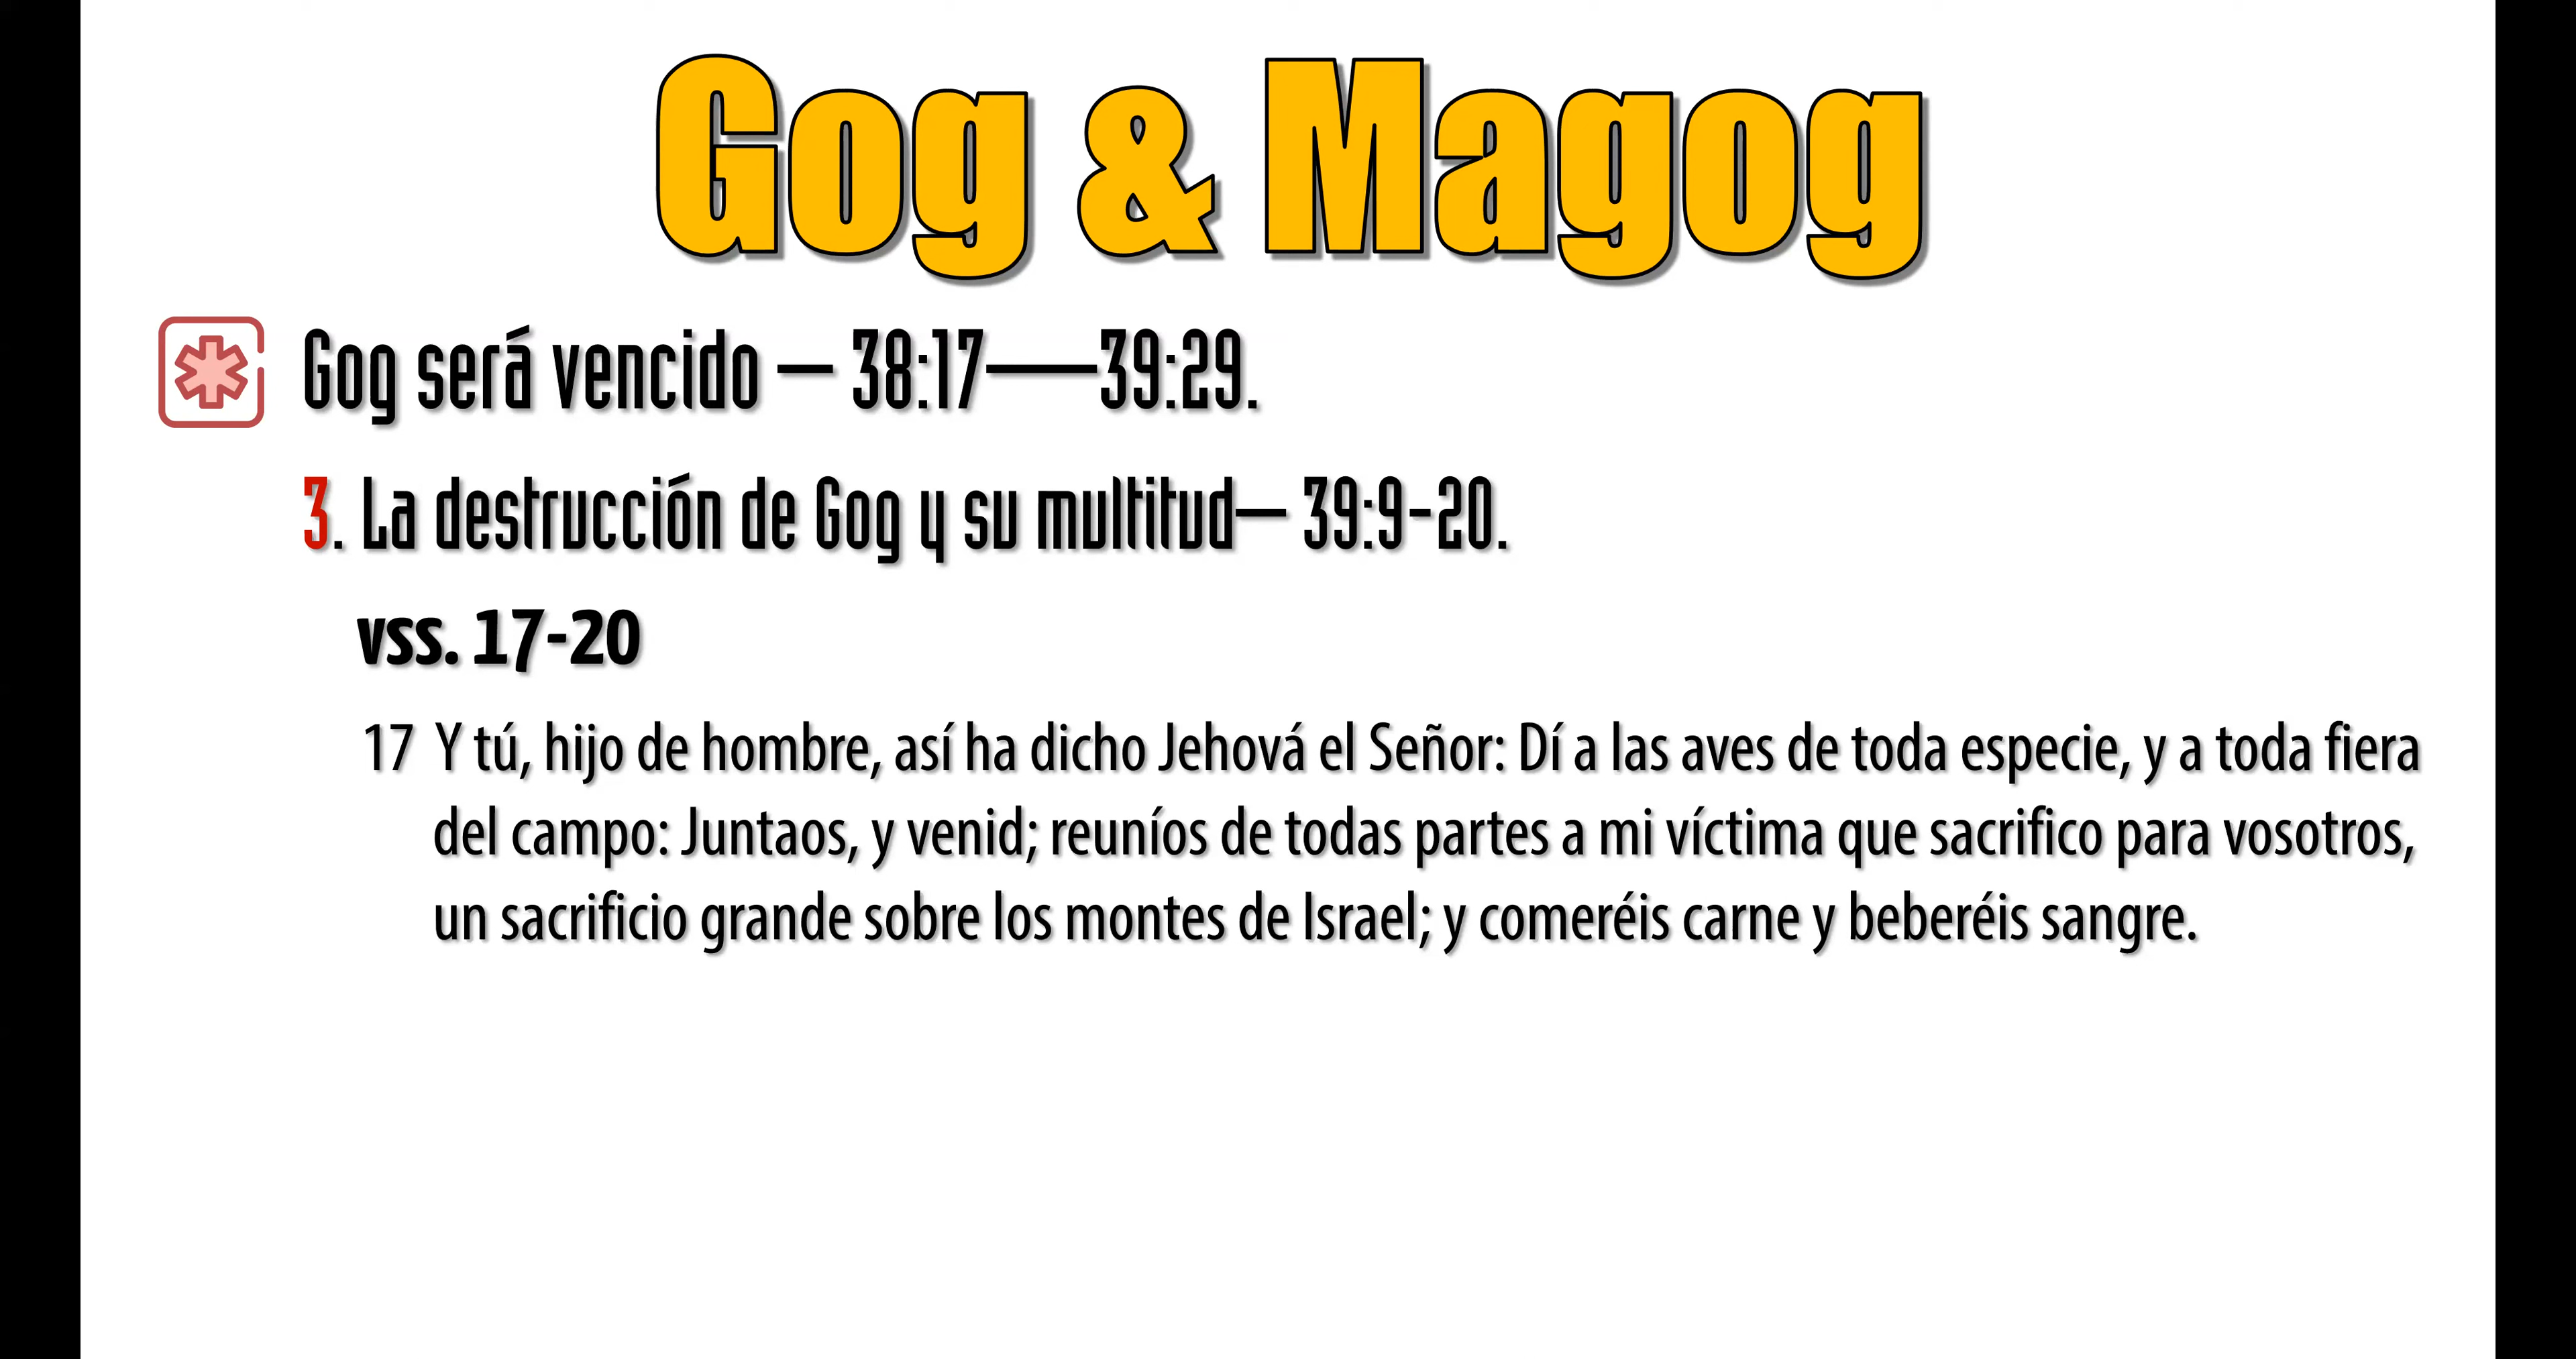 Gog & Magog
Gog será vencido — 38:17——39:29.
3. La destrucción de Gog y su multitud— 39:9-20.
vss. 17-20
17 Y tú, hijo de hombre, así ha dicho Jehová el Señor: Dí a las aves de toda especie, y a toda fiera
del campo: Juntaos, y venid; reuníos de todas partes a mi víctima que sacrifico para vosotros,
un sacrificio grande sobre los montes de Israel; y comeréis carne y beberéis sangre.